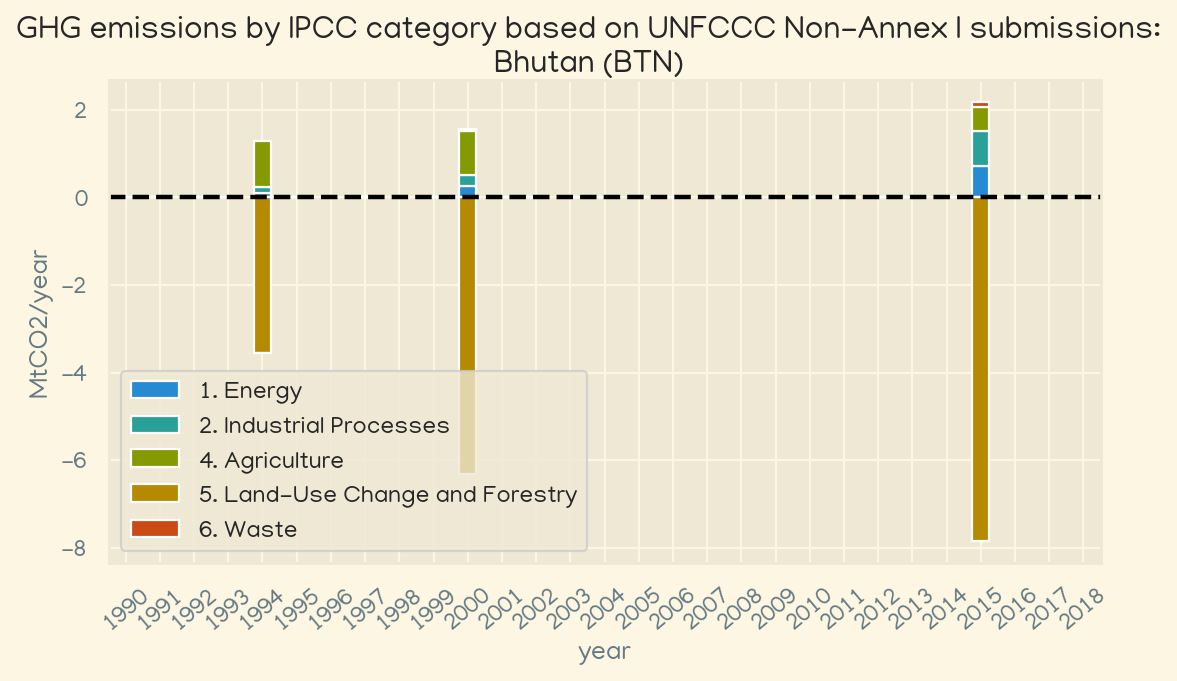 GHG emissions by IPCC category based on UNFCCC Non-Annex I submissions:
Bhutan (BTN)
2
0
-2
-4
-6
-8
MtCO2/year
1. Energy
2. Industrial Processes
4. Agriculture
5. Land-Use Change and Forestry
6. Waste
1990 1991 1992 1993 1994 1995 1996 1997 1998 1999 2000 2001 2002 2003 2004 2005 2006 2007 2008 2009 2010 2011 2012 2013 2014 2015 2016 2017 2018
year